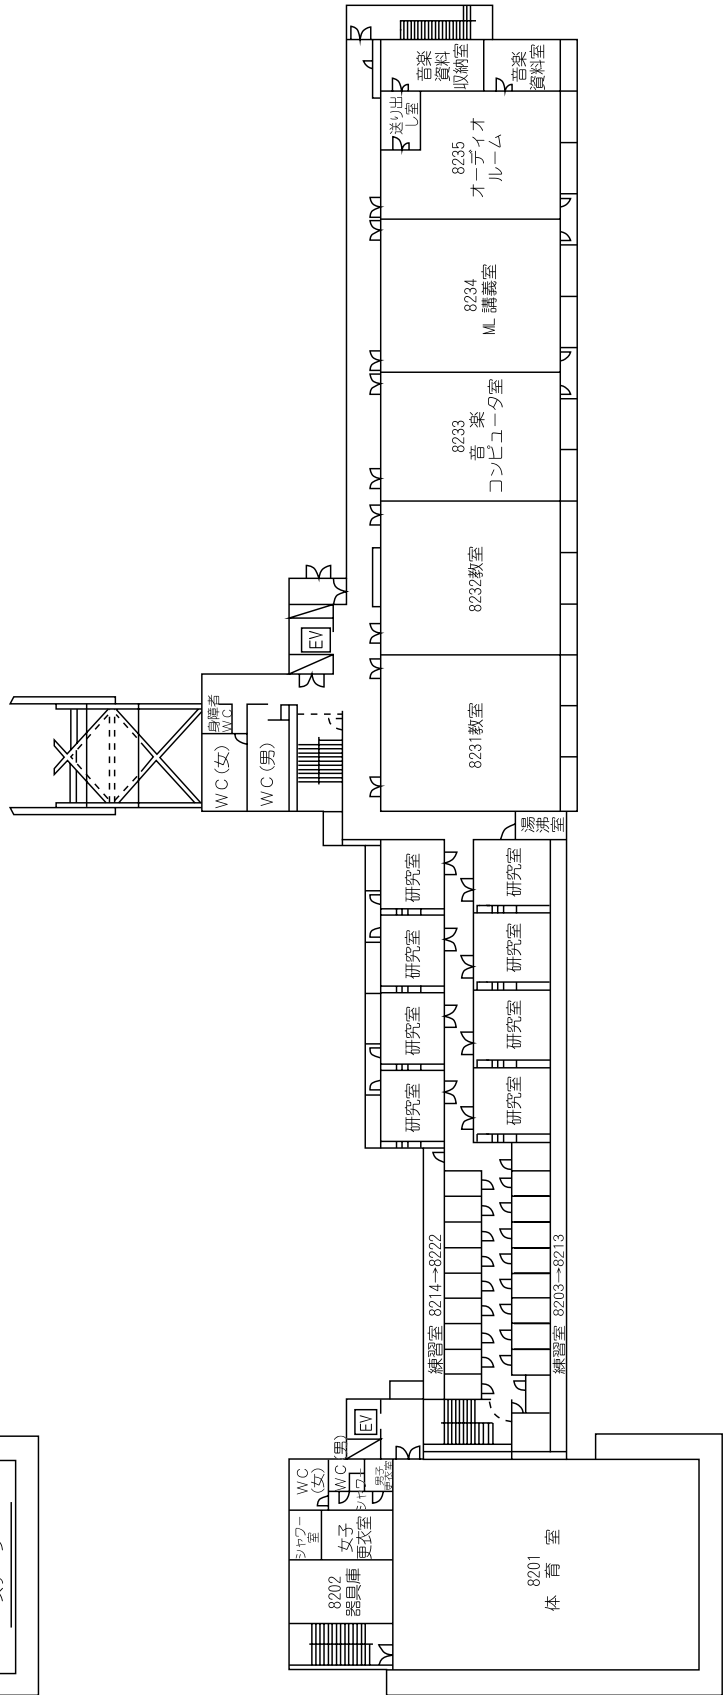 音楽
資料
収納室
音楽
資料室
送り出
し室
8235
オーディオ
ルーム
8234
ML 講義室
8233
音　楽
コンピュータ室
8232教室
EV
8231教室
身障者
W.C.
WC(女)
WC(男)
湯沸
室
研究室
研究室
研究室
研究室
研究室
研究室
研究室
研究室
練習室 8214→8222
練習室 8203→8213
EV
WC
(女)
WC
(男)
シャワー
男子
更衣室
シャワー
室
女子
更衣室
8202
器具庫
8201
体　育　室